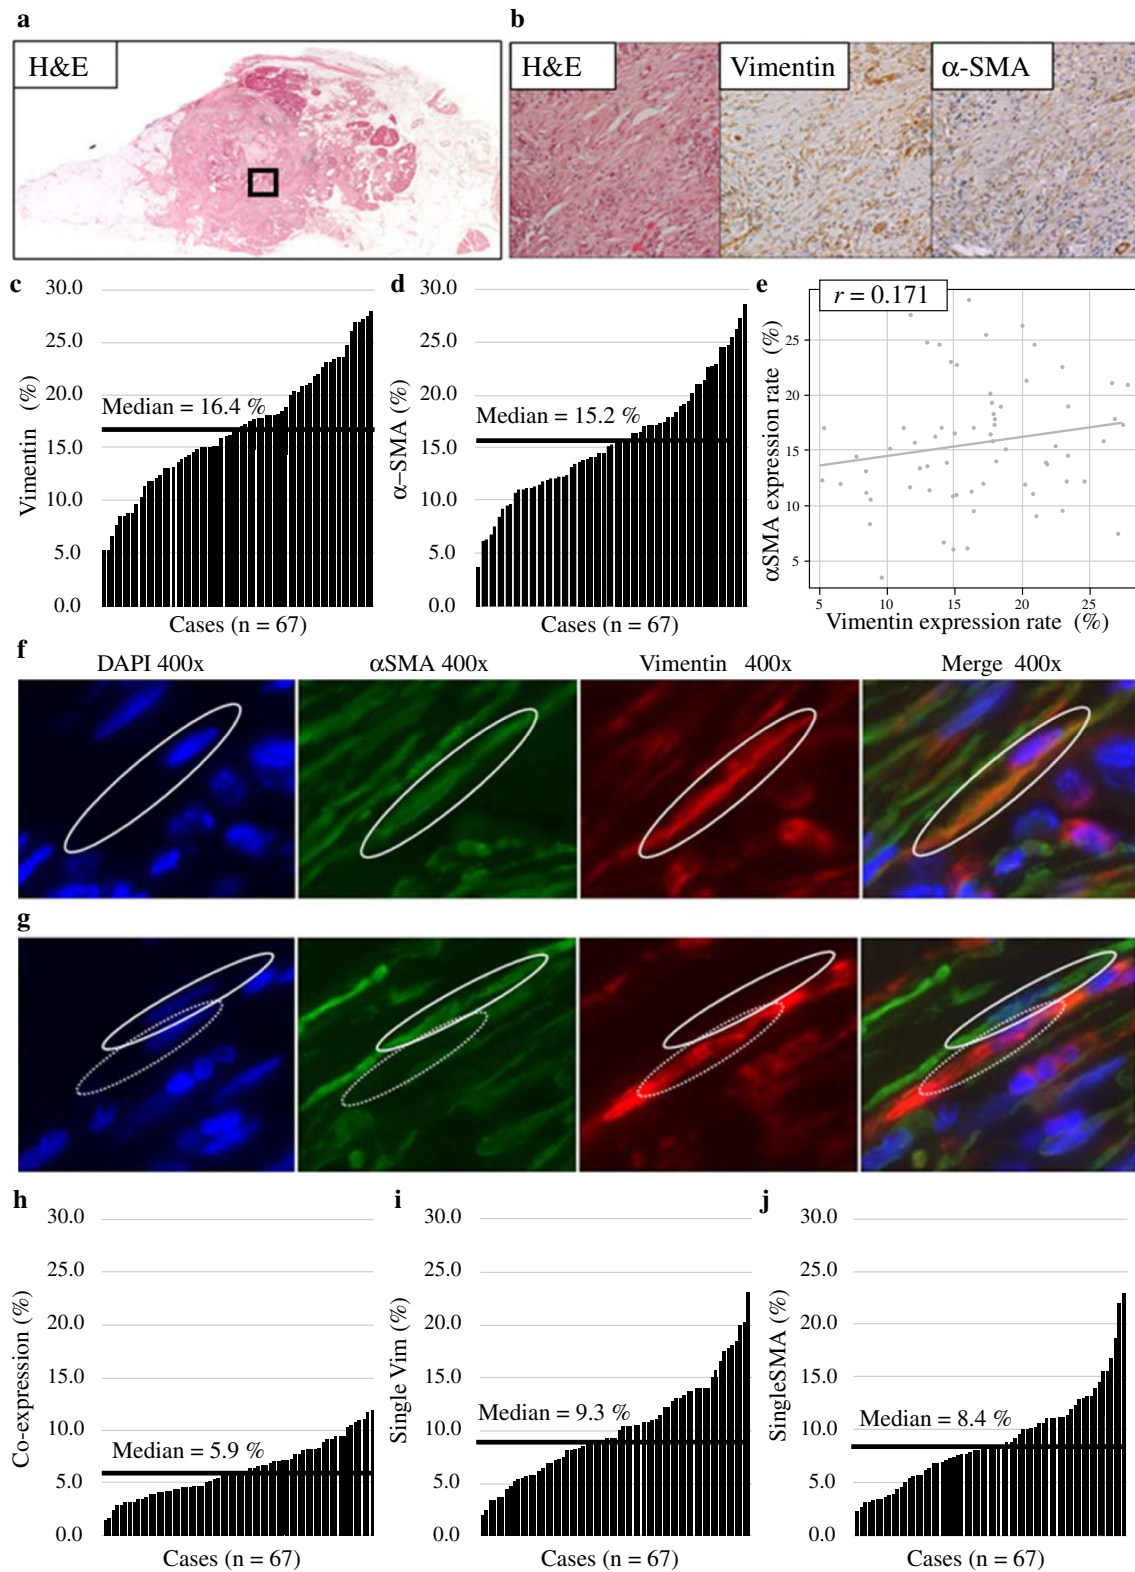 a
b
H&E
H&E
Vimentin
α-SMA
c
d
e
Vimentin (%)
30.0
25.0
20.0
15.0
10.0
5.0
0.0
Median = 16.4 %
Cases (n = 67)
α–SMA (%)
30.0
25.0
20.0
15.0
10.0
5.0
0.0
Median = 15.2 %
Cases (n = 67)
r = 0.171
αSMA expression rate (%)
25
20
15
10
5
5
10
15
20
25
Vimentin expression rate (%)
f
DAPI 400x
αSMA 400x
Vimentin 400x
Merge 400x
g
h
i
j
Co-expression (%)
30.0
25.0
20.0
15.0
10.0
5.0
0.0
Median = 5.9 %
Cases (n = 67)
Single Vim (%)
30.0
25.0
20.0
15.0
10.0
5.0
0.0
Median = 9.3 %
Cases (n = 67)
SingleSMA (%)
30.0
25.0
20.0
15.0
10.0
5.0
0.0
Median = 8.4 %
Cases (n = 67)